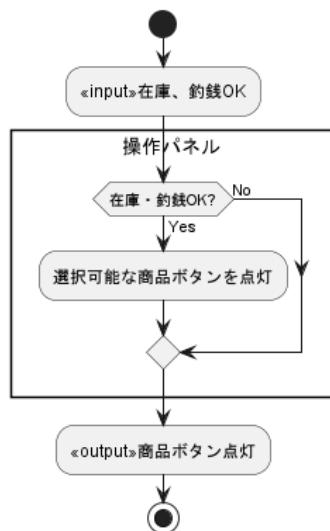 «input»在庫、釣銭OK
操作パネル
在庫・釣銭OK?
No
Yes
選択可能な商品ボタンを点灯
«output»商品ボタン点灯